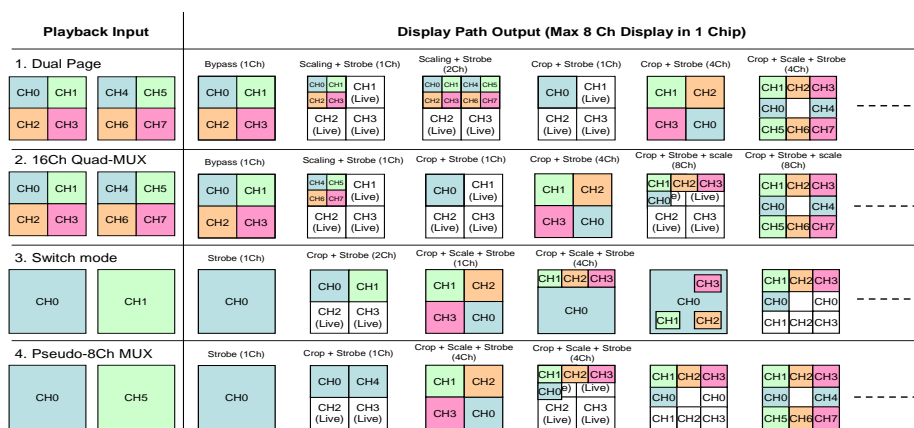 Playback Input
Display Path Output (Max 8 Ch Display in 1 Chip)
1. Dual Page
CH0 CH1 CH4 CH5
CH2 CH3 CH6 CH7
Bypass (1Ch)
CH0 CH1
CH2 CH3
Scaling + Strobe (1Ch)
CH0 CH1 CH1
(Live)
CH2 CH3
CH2 CH3
(Live) (Live)
Scaling + Strobe
(2Ch)
CH0 CH1 CH4 CH5
CH2 CH3 CH6 CH7
CH2 CH3
(Live) (Live)
Crop + Strobe (1Ch)
CH0 CH1
(Live)
CH2 CH3
(Live) (Live)
Crop + Strobe (4Ch)
CH1 CH2
CH3 CH0
Crop + Scale + Strobe
(4Ch)
CH1 CH2 CH3
CH0 CH4
CH5 CH6 CH7
2. 16Ch Quad-MUX
CH0 CH1 CH4 CH5
CH2 CH3 CH6 CH7
Bypass (1Ch)
CH0 CH1
CH2 CH3
Scaling + Strobe (1Ch)
CH4 CH5 CH1
(Live)
CH6 CH7
CH2 CH3
(Live) (Live)
Crop + Strobe (1Ch)
CH0 CH1
(Live)
CH2 CH3
(Live) (Live)
Crop + Strobe (4Ch)
CH1 CH2
CH3 CH0
Crop + Strobe + scale
(8Ch)
CH1 CH2 CH3
CH0 e) (Live)
CH2 CH3
(Live) (Live)
Crop + Strobe + scale
(8Ch)
CH1 CH2 CH3
CH0 CH4
CH5 CH6 CH7
3. Switch mode
CH0 CH1
Strobe (1Ch)
CH0
Crop + Strobe (2Ch)
CH0 CH1
CH2 CH3
(Live) (Live)
Crop + Scale + Strobe
(1Ch)
CH1 CH2
CH3 CH0
Crop + Scale + Strobe
(4Ch)
CH1 CH2 CH3
CH0
CH3
CH0
CH1 CH2
CH1 CH2 CH3
CH0 CH0
CH1 CH2 CH3
4. Pseudo-8Ch MUX
CH0 CH5
Strobe (1Ch)
CH0
Crop + Strobe (1Ch)
CH0 CH4
CH2 CH3
(Live) (Live)
Crop + Scale + Strobe
(4Ch)
CH1 CH2
CH3 CH0
Crop + Scale + Strobe
(4Ch)
CH1 CH2 CH3
CH0 e) (Live)
CH2 CH3
(Live) (Live)
CH1 CH2 CH3
CH0 CH0
CH1 CH2 CH3
CH1 CH2 CH3
CH0 CH4
CH5 CH6 CH7